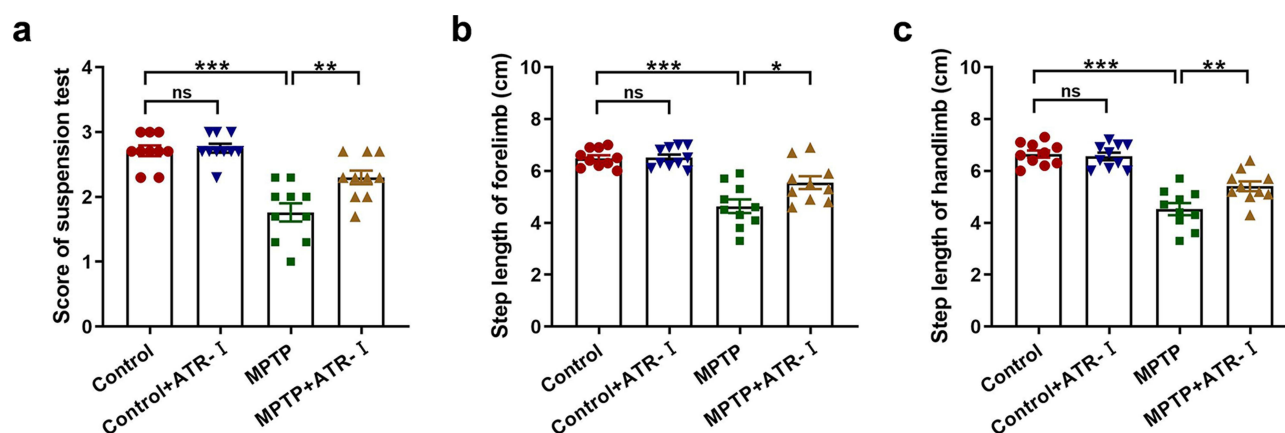 a
***
**
ns
Score of suspension test
4
3
2
1
0
Control
Control+ATR-Ⅰ
MPTP
MPTP+ATR-Ⅰ
b
***
*
ns
Step length of forelimb (cm)
10
8
6
4
2
0
Control
Control+ATR-Ⅰ
MPTP
MPTP+ATR-Ⅰ
c
***
**
ns
Step length of handlimb (cm)
10
8
6
4
2
0
Control
Control+ATR-Ⅰ
MPTP
MPTP+ATR-Ⅰ